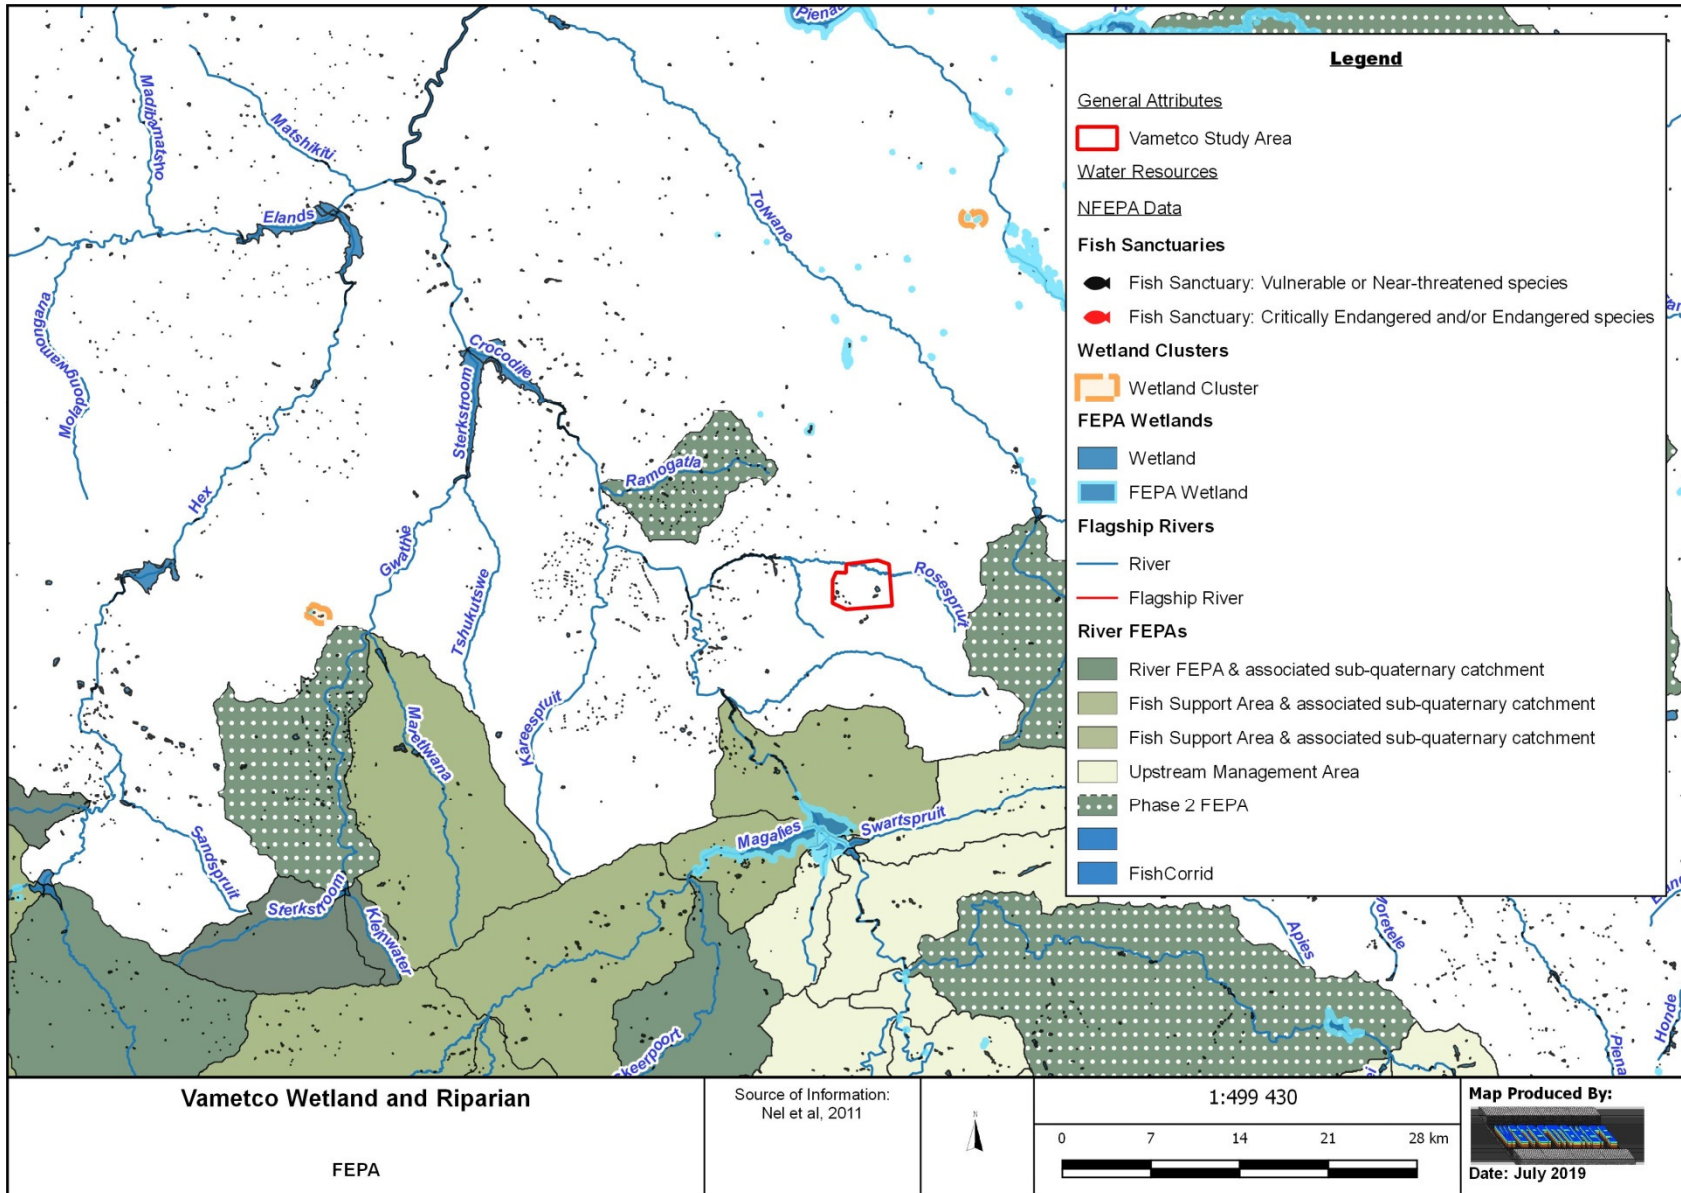 Pienaa
Madibamatsho
Matshikiti
Elands
Tolwane
Molapongwamongana
Crocodile
Sterkstroom
Hex
Ramogatla
Gwathle
Tshukutswe
Rosespruit
Kareespruit
Maretlwana
Sandspruit
Sterkstroom
Kleinwater
Magalies
Swartspruit
Skeerpoort
Apies
Moretele
Piena
Honde
Legend
General Attributes
Vametco Study Area
Water Resources
NFEPA Data
Fish Sanctuaries
Fish Sanctuary: Vulnerable or Near-threatened species
Fish Sanctuary: Critically Endangered and/or Endangered species
Wetland Clusters
Wetland Cluster
FEPA Wetlands
Wetland
FEPA Wetland
Flagship Rivers
River
Flagship River
River FEPAs
River FEPA & associated sub-quaternary catchment
Fish Support Area & associated sub-quaternary catchment
Fish Support Area & associated sub-quaternary catchment
Upstream Management Area
Phase 2 FEPA
FishCorrid
Vametco Wetland and Riparian
FEPA
Source of Information:
Nel et al, 2011
N
1:499 430
0 7 14 21 28 km
Map Produced By:
watermakers
Date: July 2019